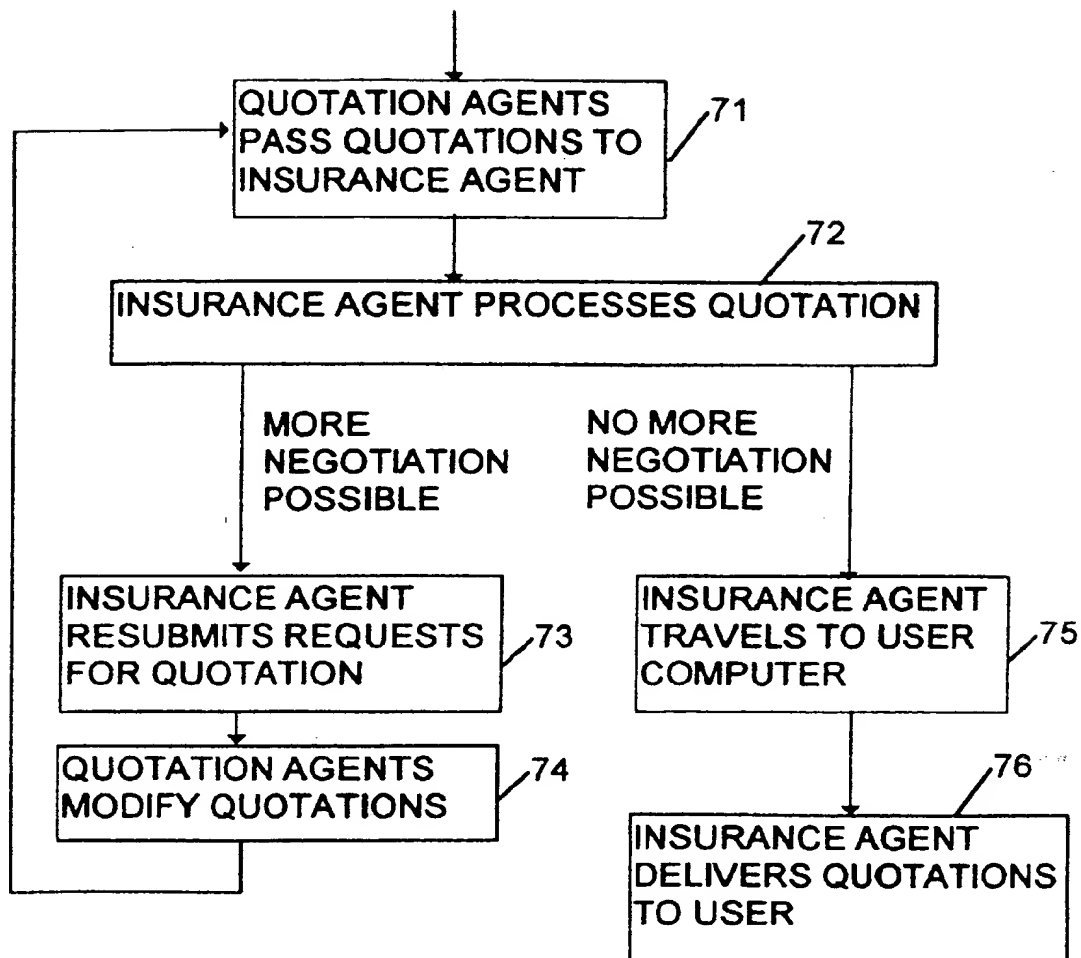 QUOTATION AGENTS
PASS QUOTATIONS TO
INSURANCE AGENT
71
72
INSURANCE AGENT PROCESSES QUOTATION
MORE
NEGOTIATION
POSSIBLE
NO MORE
NEGOTIATION
POSSIBLE
INSURANCE AGENT
RESUBMITS REQUESTS
FOR QUOTATION
73
INSURANCE AGENT
TRAVELS TO USER
COMPUTER
75
QUOTATION AGENTS
MODIFY QUOTATIONS
74
76
INSURANCE AGENT
DELIVERS QUOTATIONS
TO USER